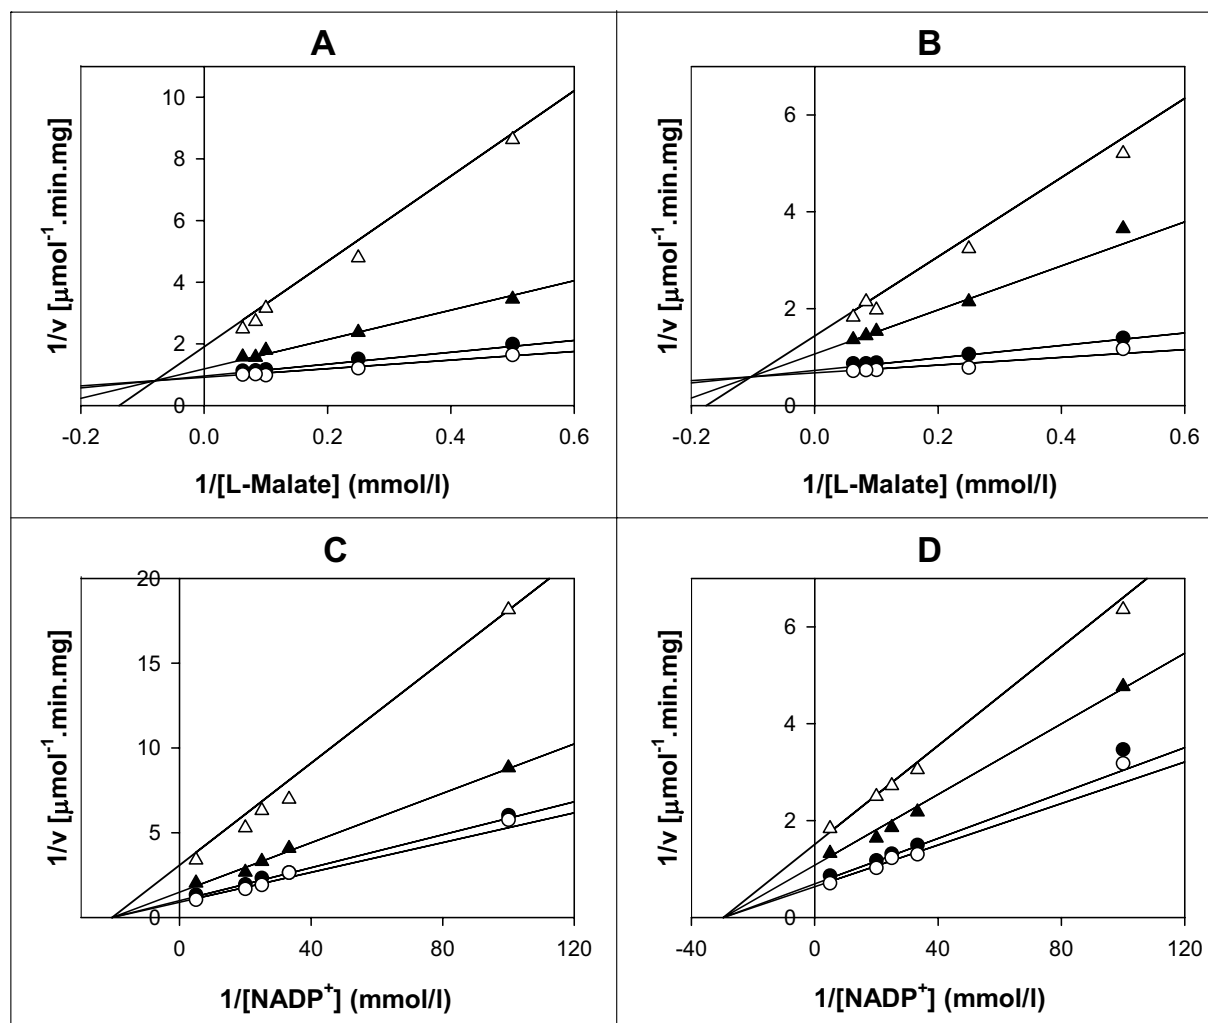 A
1/v [µmol⁻¹.min.mg]
10
8
6
4
2
0
-0.2 0.0 0.2 0.4 0.6
1/[L-Malate] (mmol/l)
B
1/v [µmol⁻¹.min.mg]
6
4
2
0
-0.2 0.0 0.2 0.4 0.6
1/[L-Malate] (mmol/l)
C
1/v [µmol⁻¹.min.mg]
20
15
10
5
0
0 40 80 120
1/[NADP⁺] (mmol/l)
D
1/v [µmol⁻¹.min.mg]
6
4
2
0
-40 0 40 80 120
1/[NADP⁺] (mmol/l)